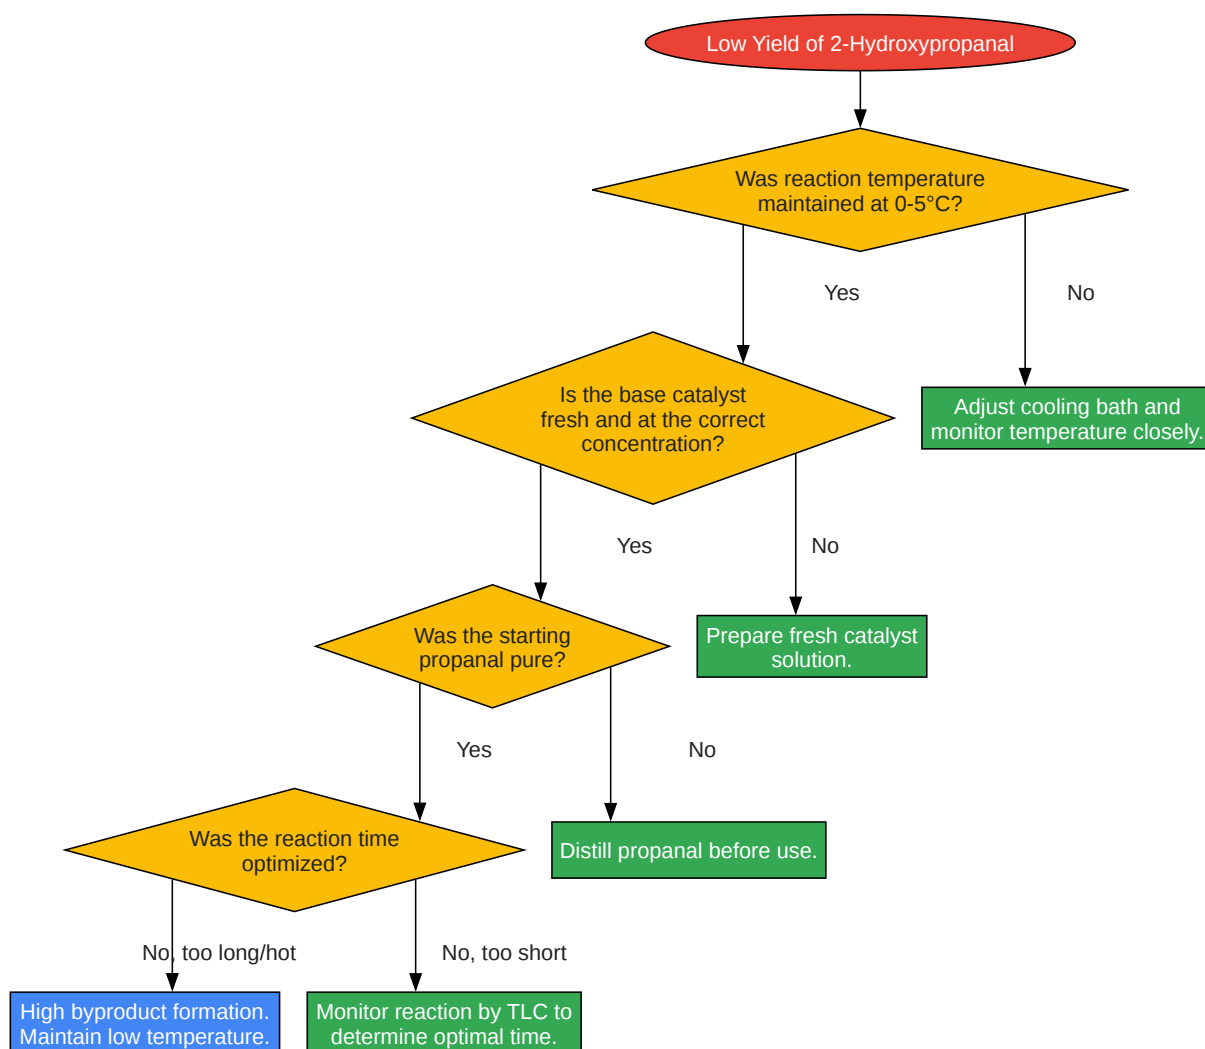 Low Yield of 2-Hydroxypropanal
Was reaction temperature
maintained at 0-5°C?
Yes
No
Is the base catalyst
fresh and at the correct
concentration?
Adjust cooling bath and
monitor temperature closely.
Yes
No
Was the starting
propanal pure?
Prepare fresh catalyst
solution.
Yes
No
Was the reaction time
optimized?
Distill propanal before use.
No, too long/hot
No, too short
High byproduct formation.
Maintain low temperature.
Monitor reaction by TLC to
determine optimal time.